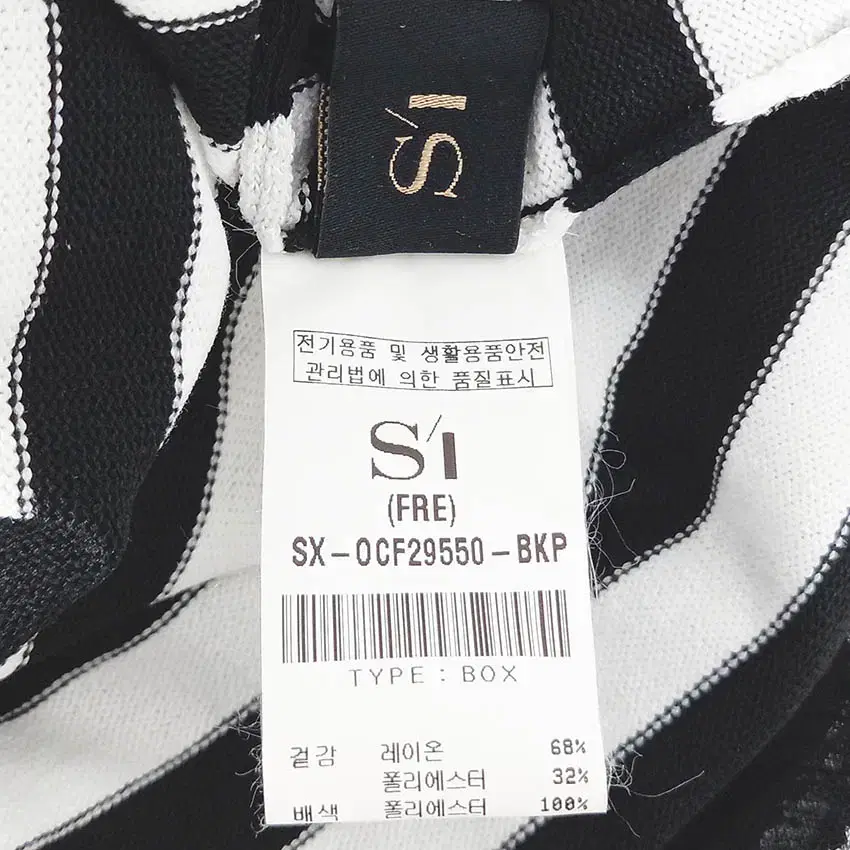 S'I
전기용품 및 생활용품안전
관리법에 의한 품질표시
S'I
(FRE)
SX-0CF29550-BKP
TYPE : BOX
겉감 레이온 68%
폴리에스터 32%
배색 폴리에스터 100%